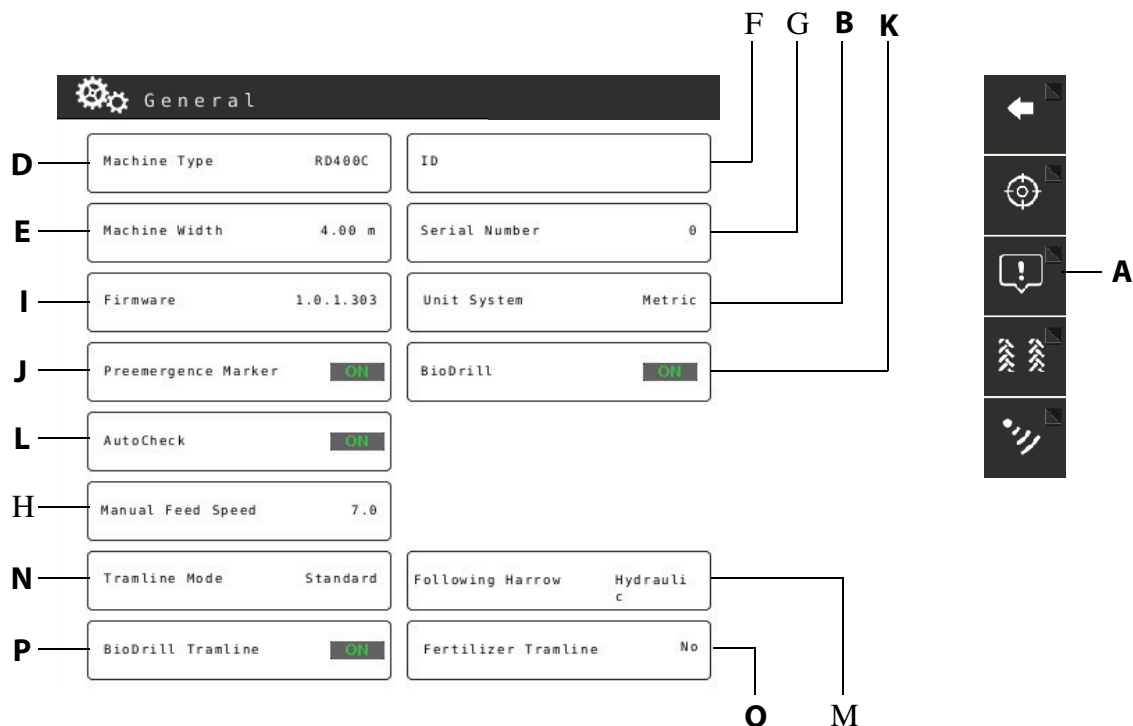 F G B K
General
D Machine Type RD400C ID
E Machine Width 4.00 m Serial Number 0
I Firmware 1.0.1.303 Unit System Metric
A
J Preemergence Marker ON BioDrill ON
L AutoCheck ON
H Manual Feed Speed 7.0
N Tramline Mode Standard Following Harrow Hydrauli
c
P BioDrill Tramline ON Fertilizer Tramline No
O M